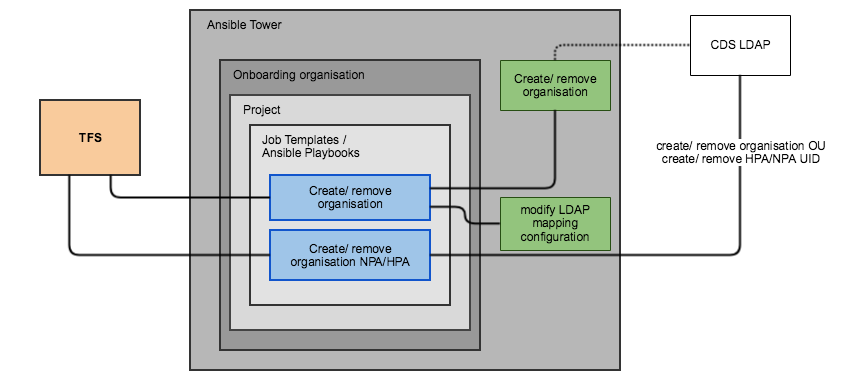 Ansible Tower
CDS LDAP
Onboarding organisation
Create/ remove
organisation
Project
TFS
Job Templates /
Ansible Playbooks
create/ remove organisation OU
create/ remove HPA/NPA UID
Create/ remove
organisation
modify LDAP
mapping
configuration
Create/ remove
organisation NPA/HPA